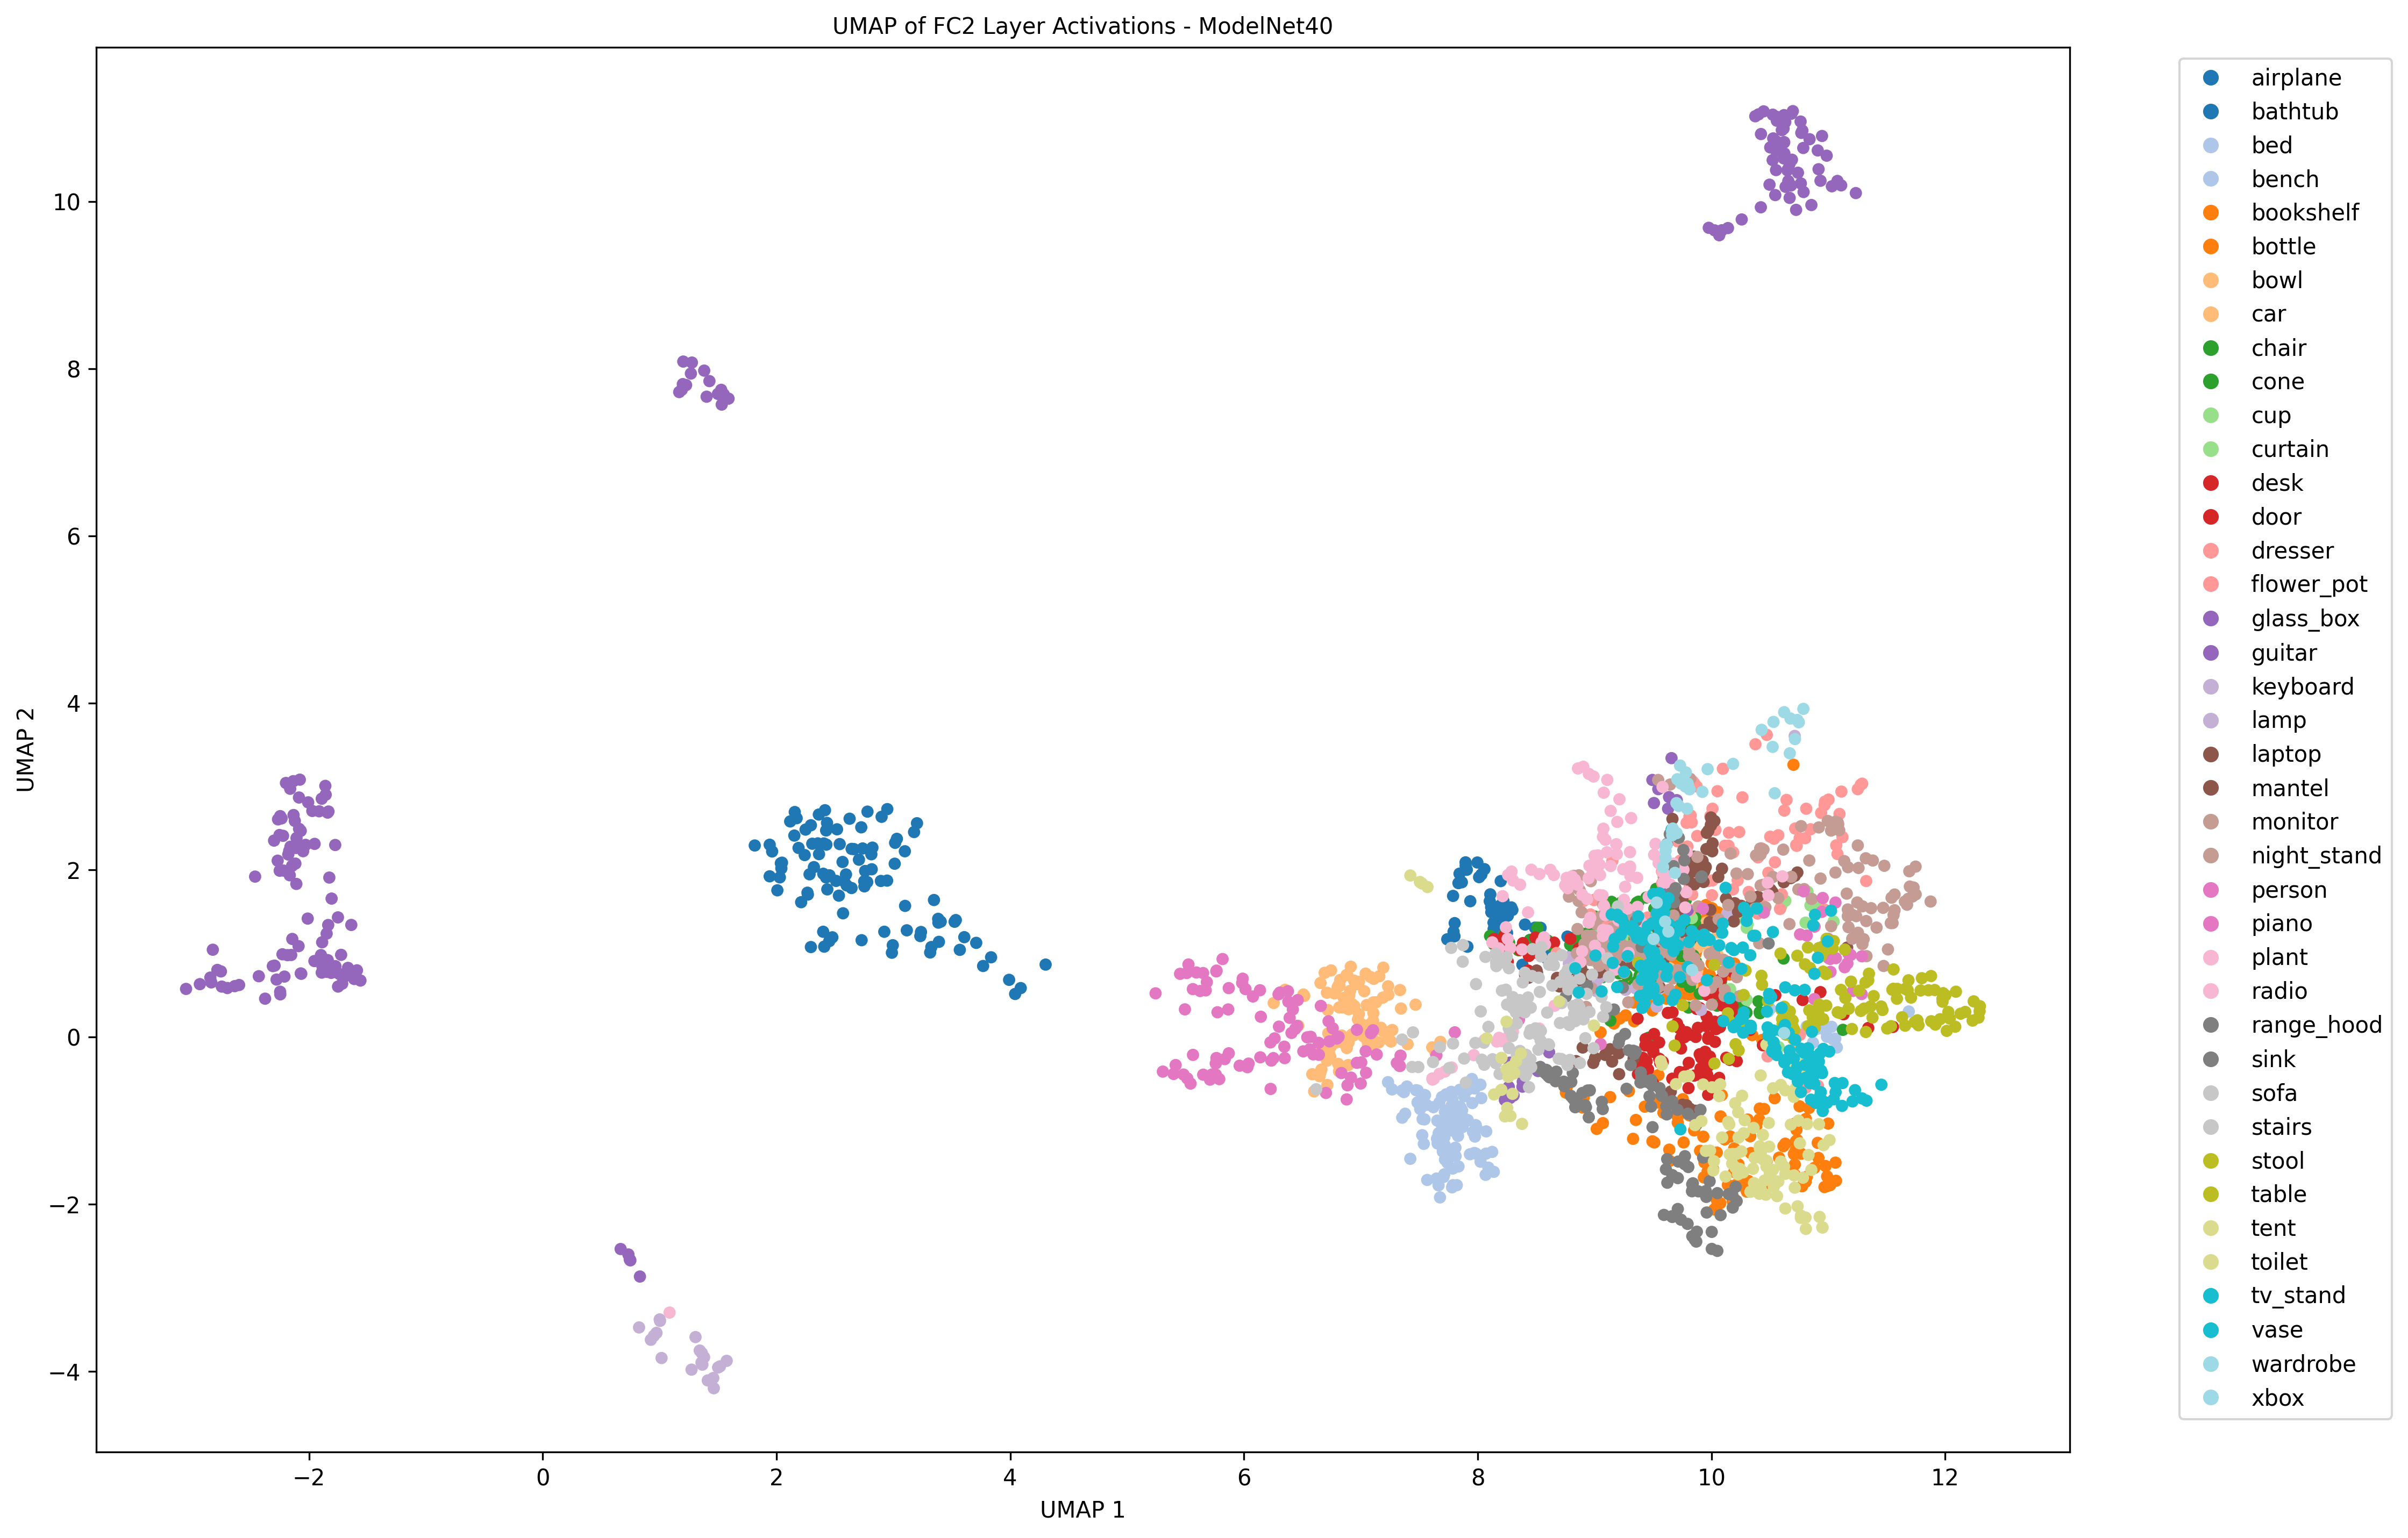 UMAP of FC2 Layer Activations - ModelNet40
UMAP 2
10
8
6
4
2
0
−2
−4
−2
0
2
4
6
8
10
12
UMAP 1
airplane
bathtub
bed
bench
bookshelf
bottle
bowl
car
chair
cone
cup
curtain
desk
door
dresser
flower_pot
glass_box
guitar
keyboard
lamp
laptop
mantel
monitor
night_stand
person
piano
plant
radio
range_hood
sink
sofa
stairs
stool
table
tent
toilet
tv_stand
vase
wardrobe
xbox